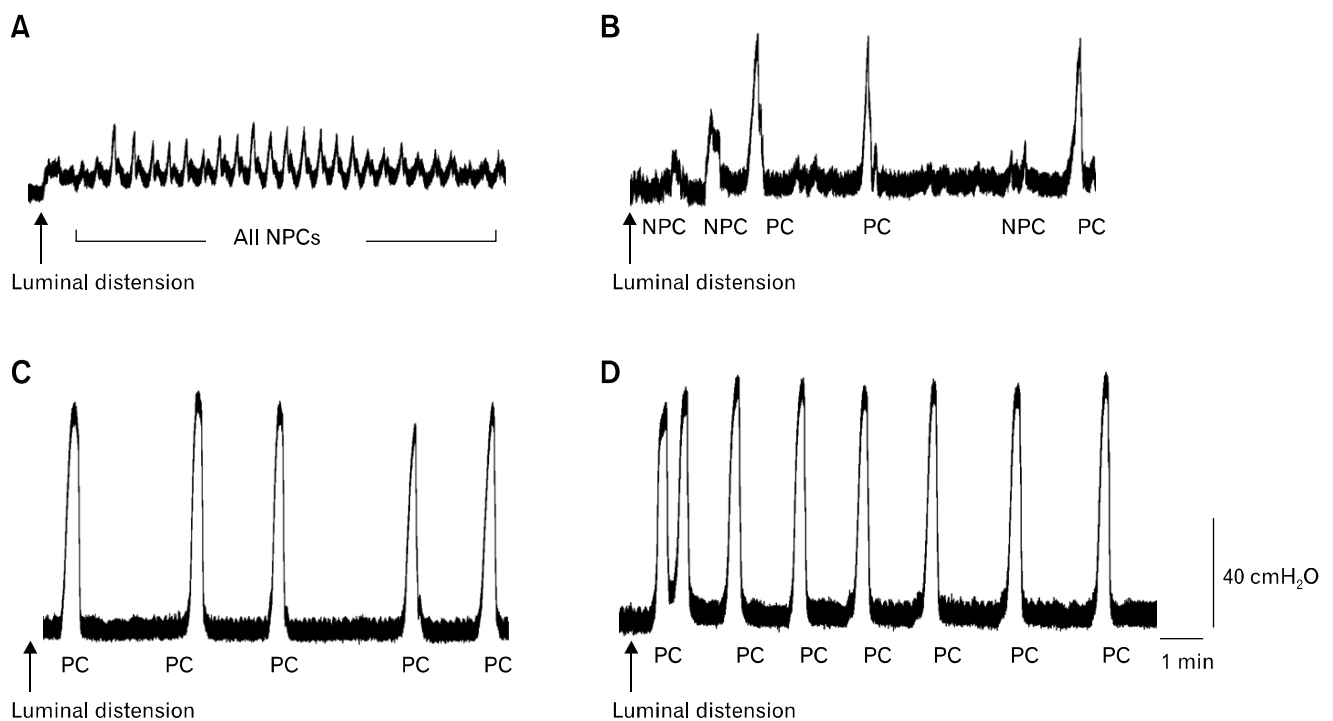 A
All NPCs
Luminal distension
B
NPC NPC PC PC NPC PC
Luminal distension
C
PC PC PC PC PC
Luminal distension
D
40 cmH₂O
PC PC PC PC PC PC PC
1 min
Luminal distension